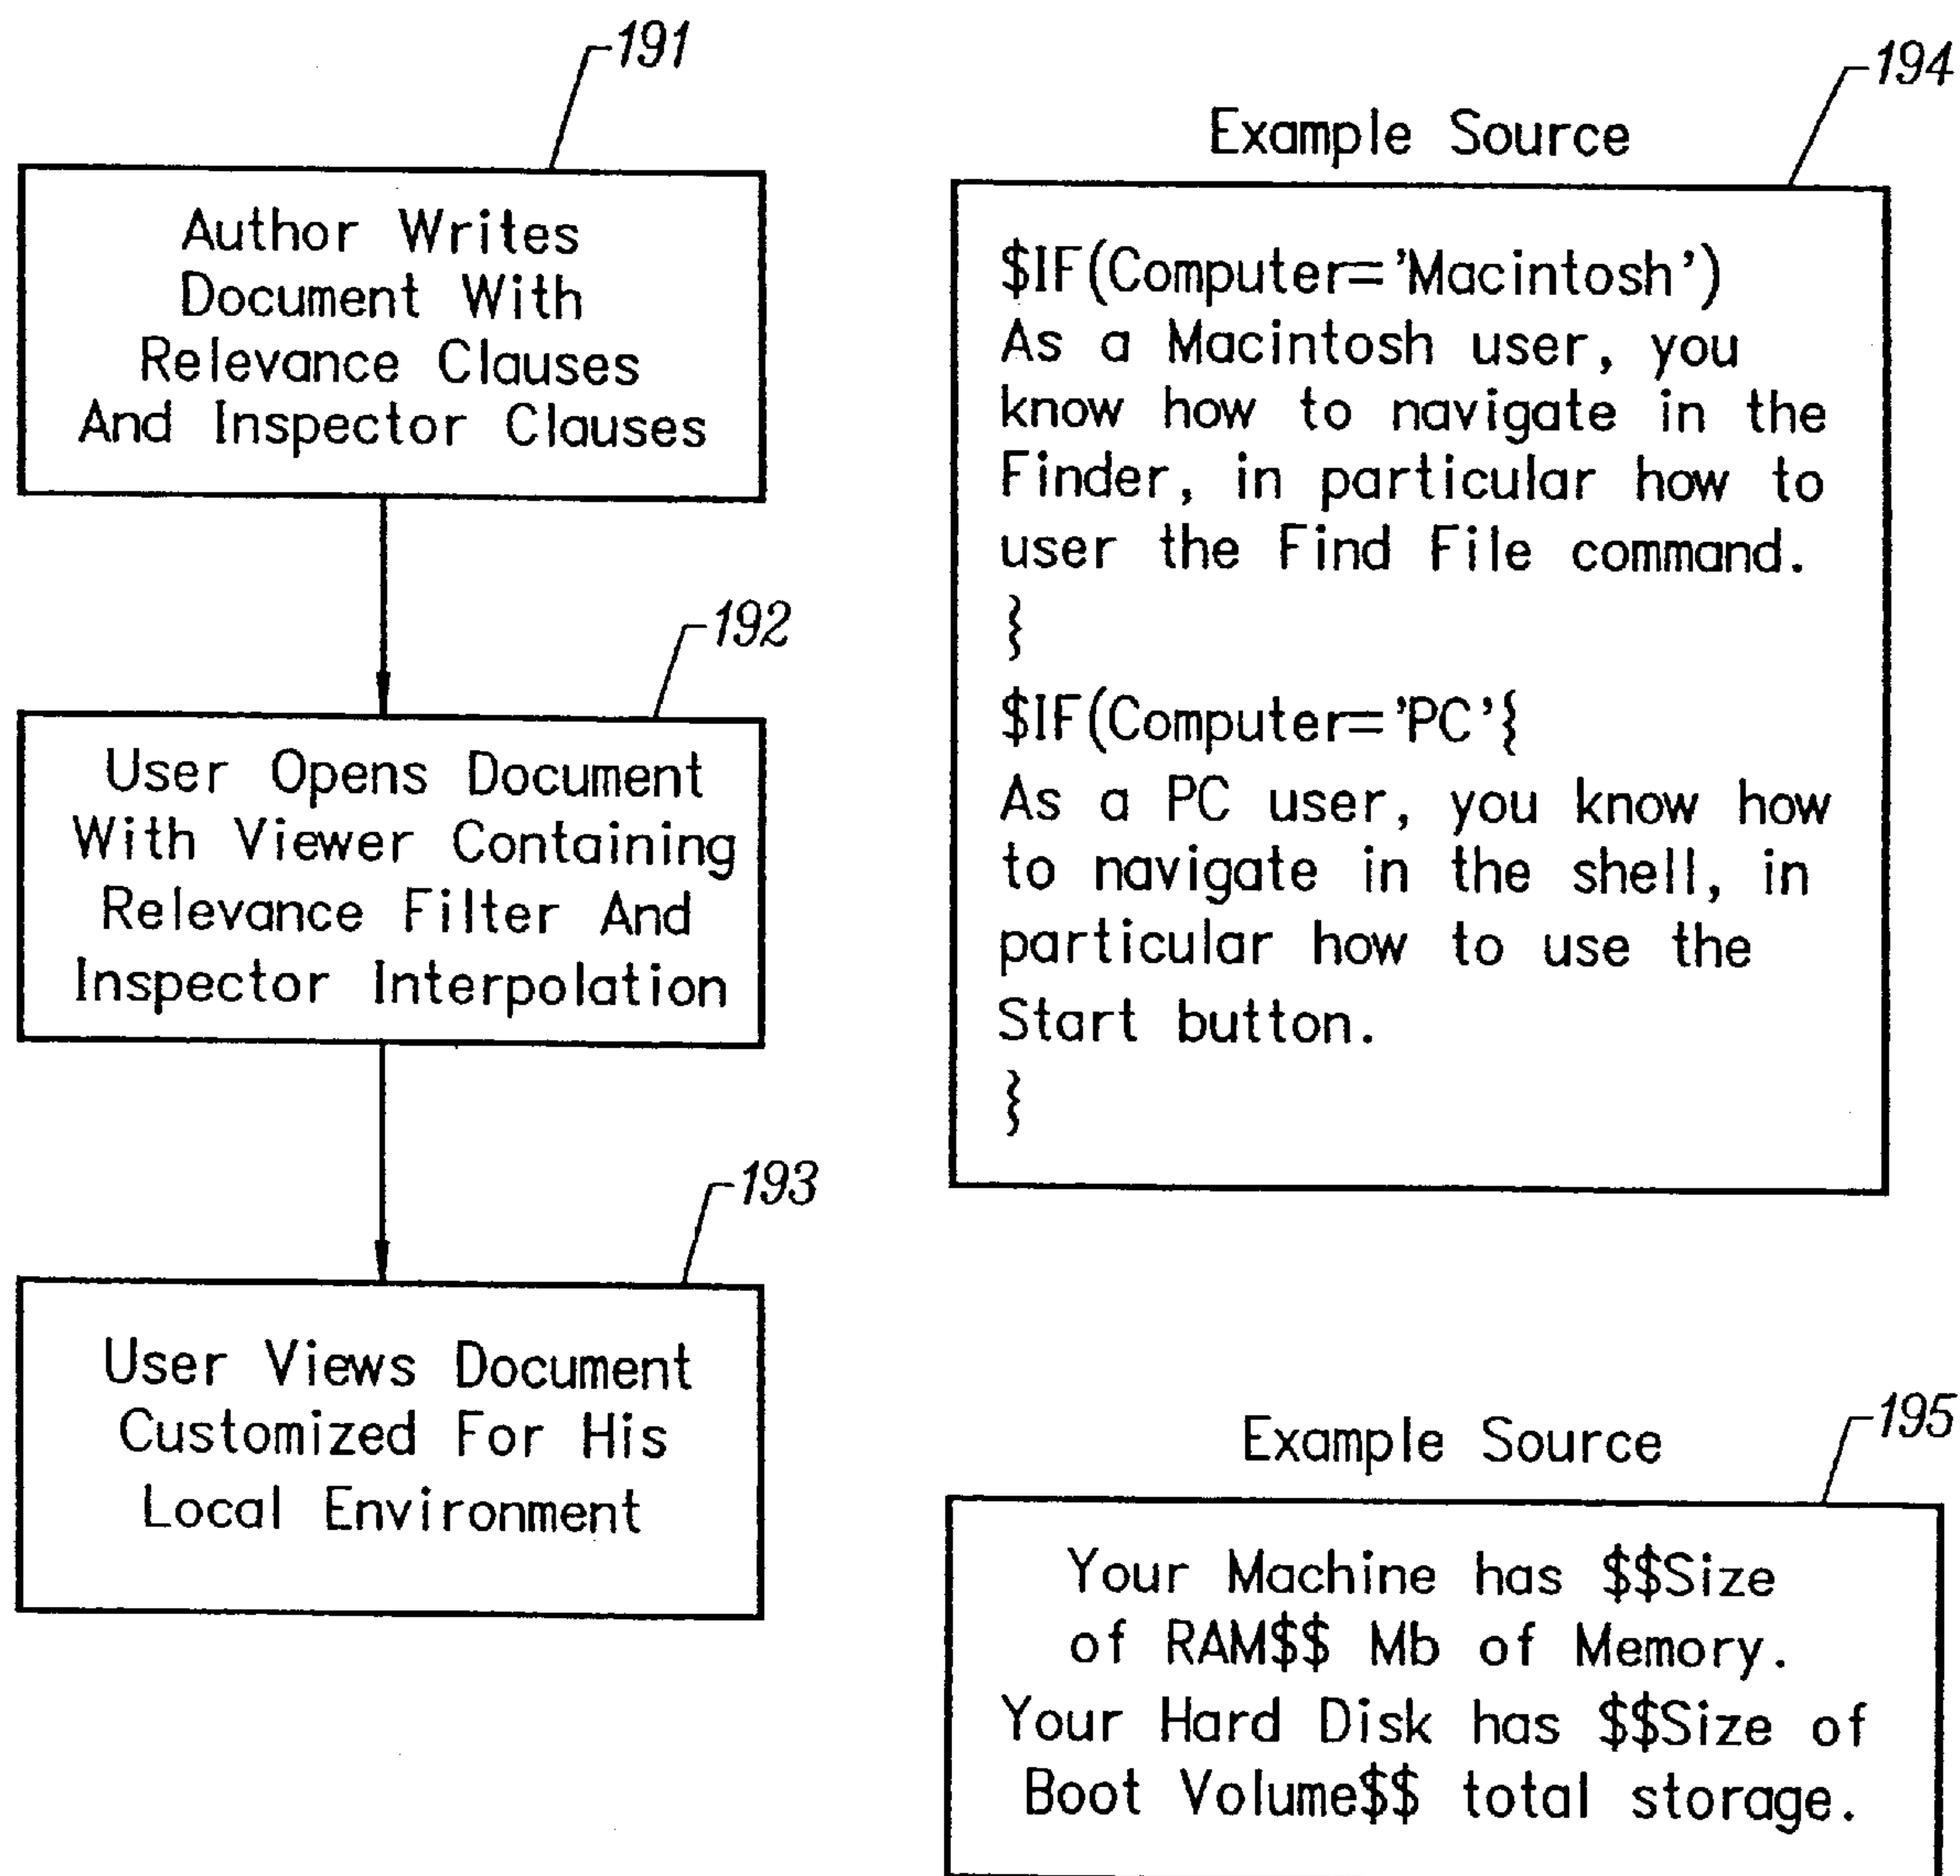 191
Author Writes
Document With
Relevance Clauses
And Inspector Clauses
192
User Opens Document
With Viewer Containing
Relevance Filter And
Inspector Interpolation
193
User Views Document
Customized For His
Local Environment
194
Example Source
$IF(Computer='Macintosh')
As a Macintosh user, you
know how to navigate in the
Finder, in particular how to
user the Find File command.
}
$IF(Computer='PC'{
As a PC user, you know how
to navigate in the shell, in
particular how to use the
Start button.
}
195
Example Source
Your Machine has $$Size
of RAM$$ Mb of Memory.
Your Hard Disk has $$Size of
Boot Volume$$ total storage.